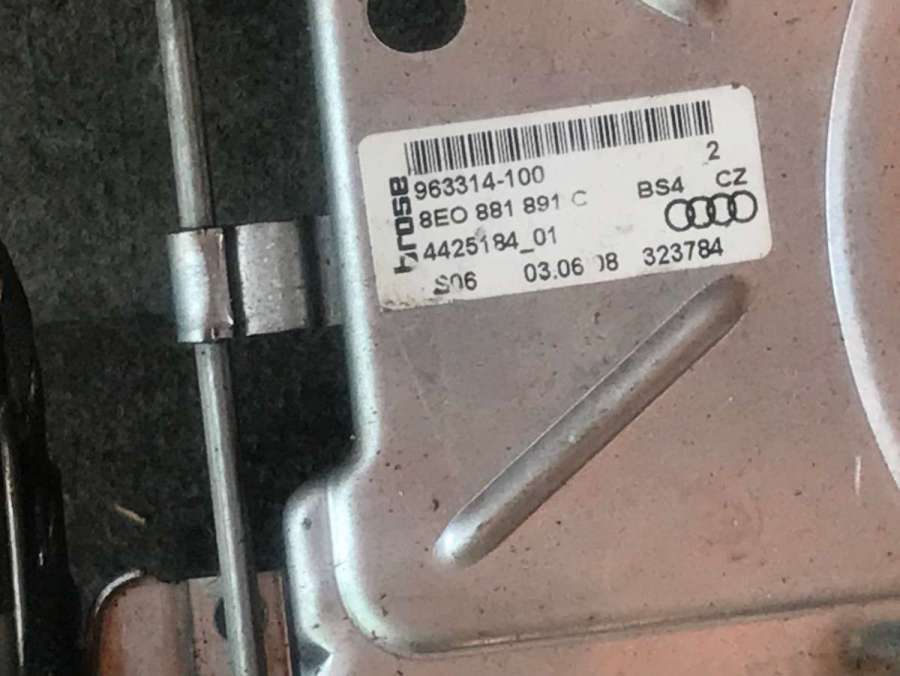 2
963314-100
BS4 CZ
brose
8E0 881 891 C
4425184_01
S06 03.06 08 323784